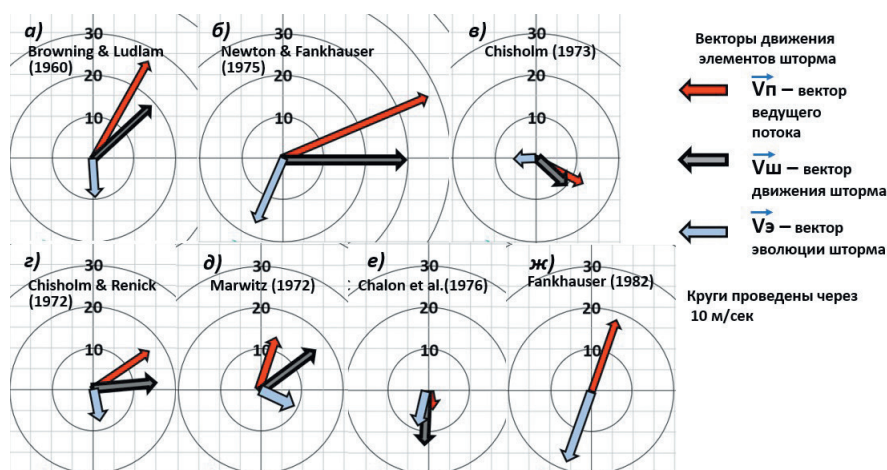 а)
Browning & Ludlam
(1960)
30
20
10
б)
Newton & Fankhauser
(1975)
30
20
10
в)
Chisholm (1973)
30
20
10
г)
Chisholm & Renick
(1972)
30
20
10
д)
Marwitz (1972)
30
20
10
е)
Chalon et al.(1976)
30
20
10
ж)
Fankhauser (1982)
30
20
10
Векторы движения
элементов шторма
Vп – вектор
ведущего
потока
Vш – вектор
движения шторма
Vэ – вектор
эволюции шторма
Круги проведены через
10 м/сек